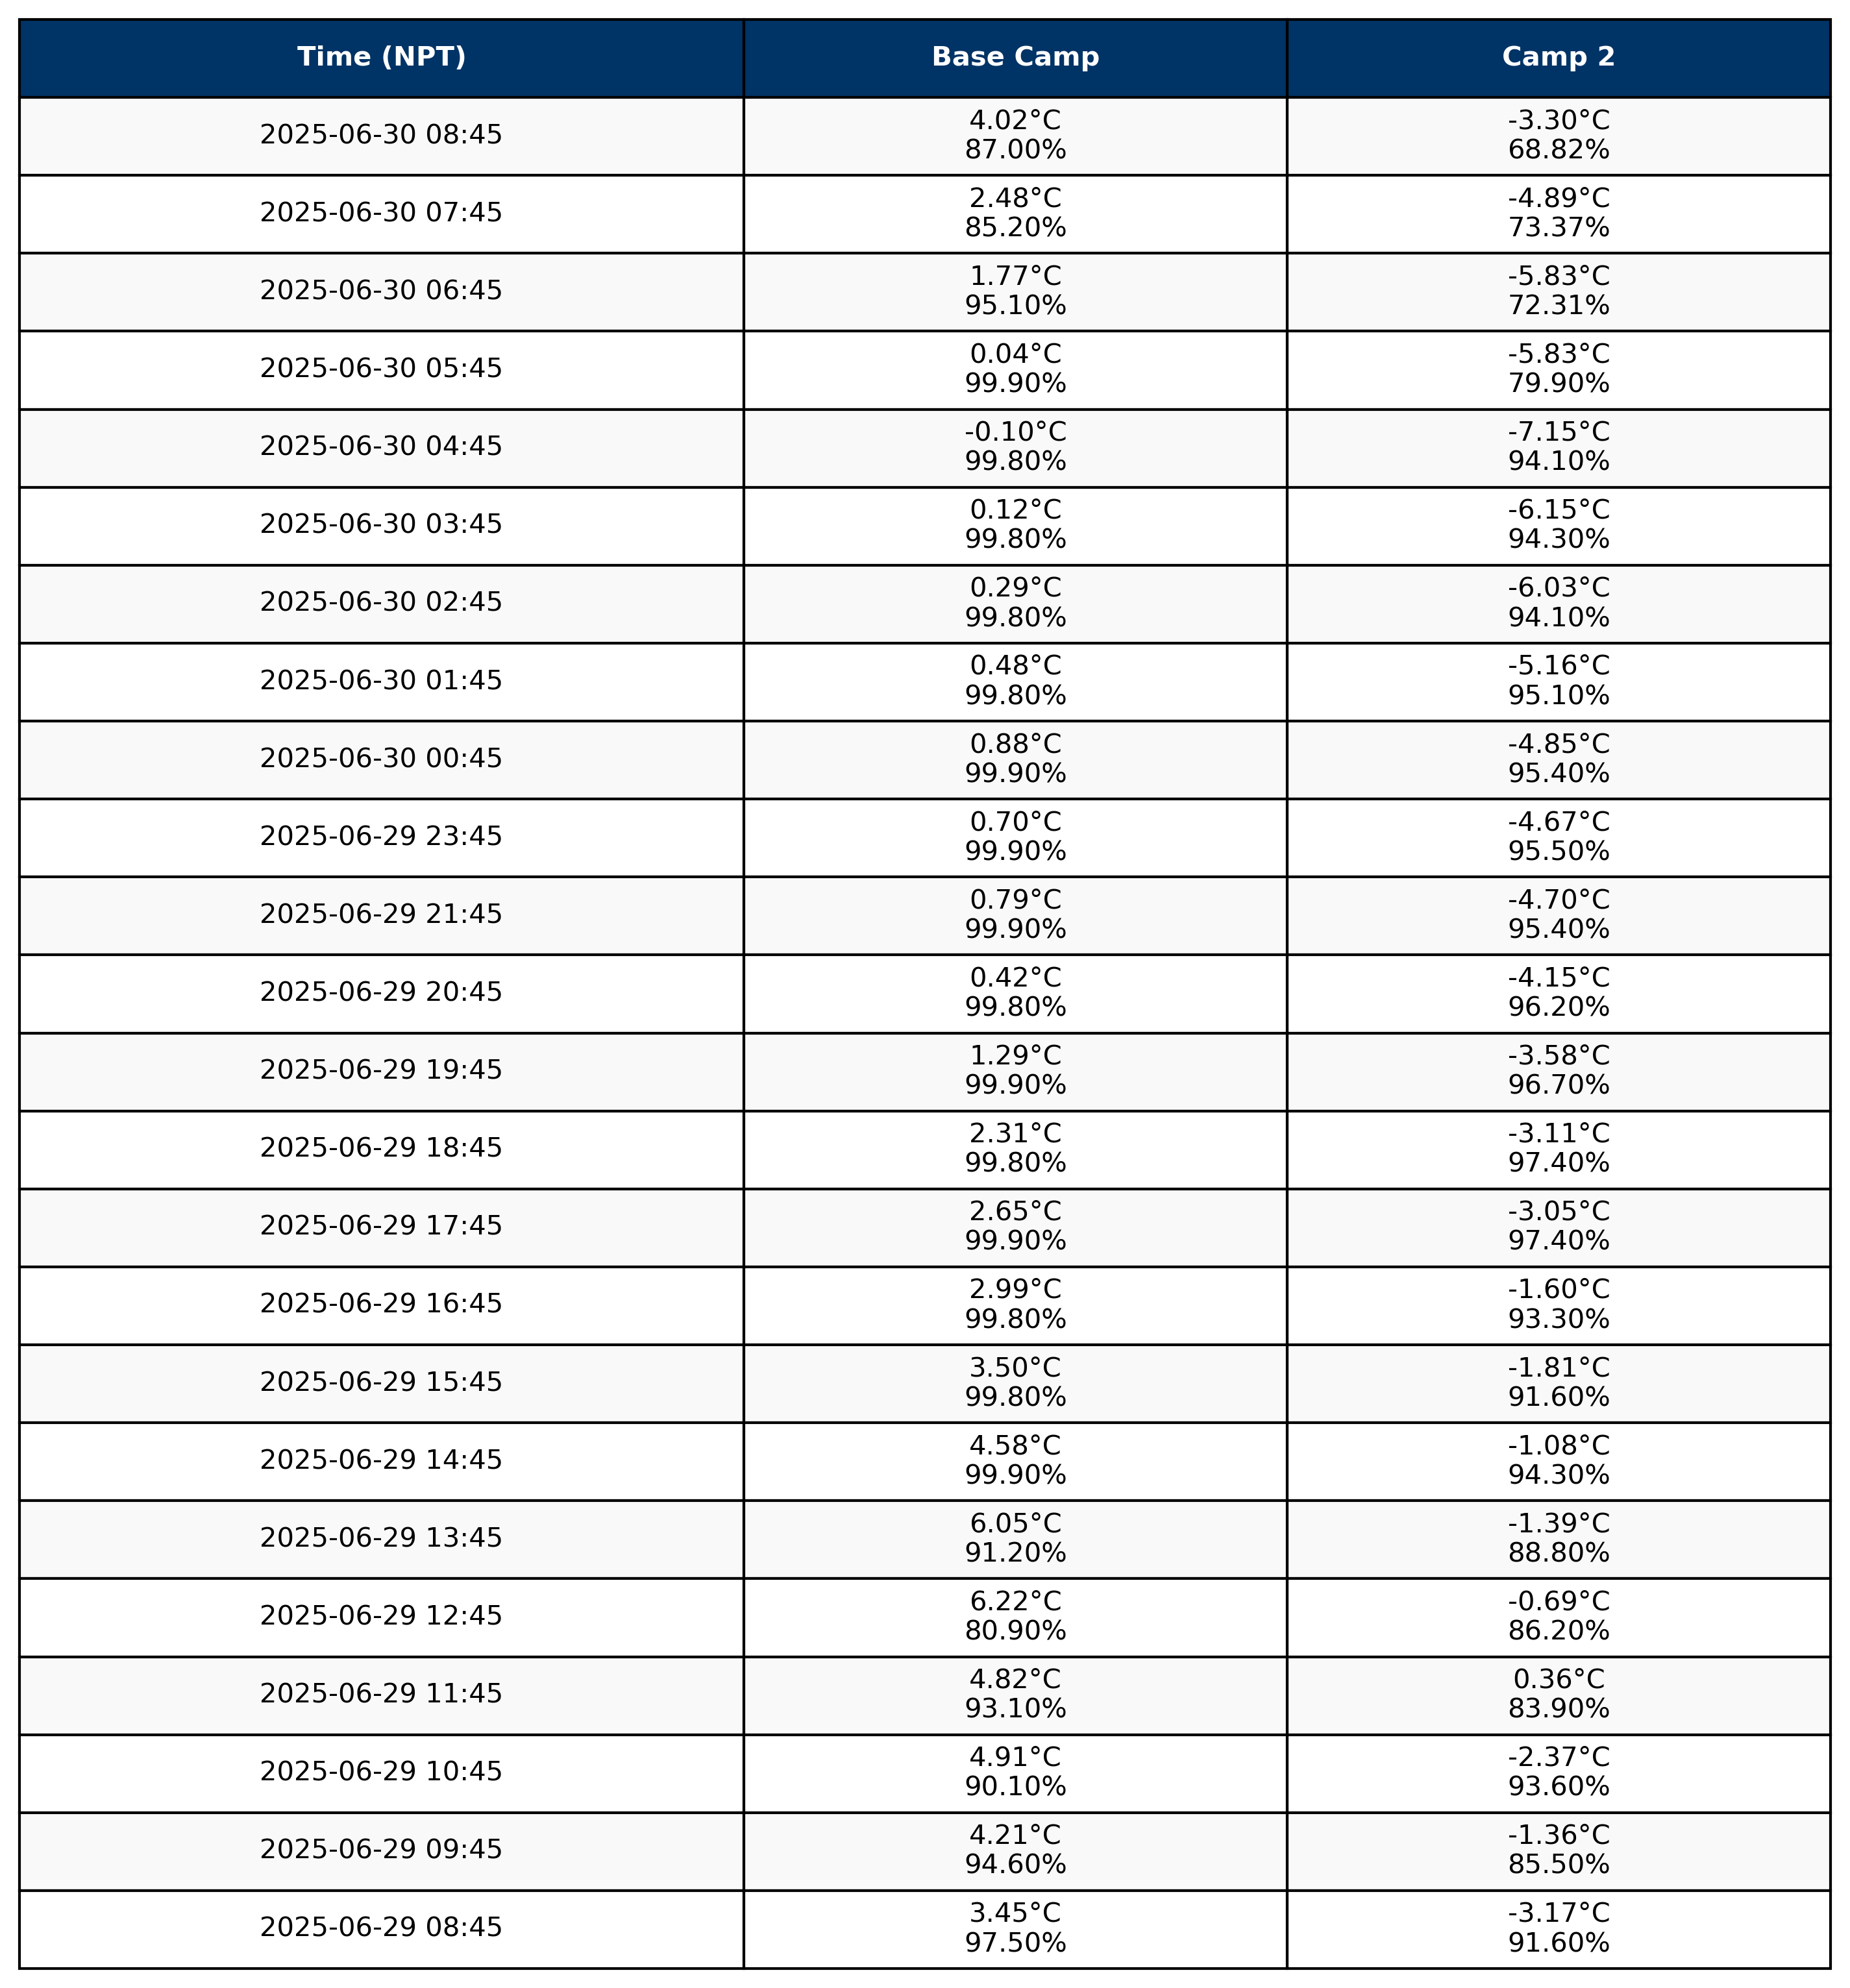 Time (NPT) Base Camp Camp 2
2025-06-30 08:45 4.02°C -3.30°C
87.00% 68.82%
2025-06-30 07:45 2.48°C -4.89°C
85.20% 73.37%
2025-06-30 06:45 1.77°C -5.83°C
95.10% 72.31%
2025-06-30 05:45 0.04°C -5.83°C
99.90% 79.90%
2025-06-30 04:45 -0.10°C -7.15°C
99.80% 94.10%
2025-06-30 03:45 0.12°C -6.15°C
99.80% 94.30%
2025-06-30 02:45 0.29°C -6.03°C
99.80% 94.10%
2025-06-30 01:45 0.48°C -5.16°C
99.80% 95.10%
2025-06-30 00:45 0.88°C -4.85°C
99.90% 95.40%
2025-06-29 23:45 0.70°C -4.67°C
99.90% 95.50%
2025-06-29 21:45 0.79°C -4.70°C
99.90% 95.40%
2025-06-29 20:45 0.42°C -4.15°C
99.80% 96.20%
2025-06-29 19:45 1.29°C -3.58°C
99.90% 96.70%
2025-06-29 18:45 2.31°C -3.11°C
99.80% 97.40%
2025-06-29 17:45 2.65°C -3.05°C
99.90% 97.40%
2025-06-29 16:45 2.99°C -1.60°C
99.80% 93.30%
2025-06-29 15:45 3.50°C -1.81°C
99.80% 91.60%
2025-06-29 14:45 4.58°C -1.08°C
99.90% 94.30%
2025-06-29 13:45 6.05°C -1.39°C
91.20% 88.80%
2025-06-29 12:45 6.22°C -0.69°C
80.90% 86.20%
2025-06-29 11:45 4.82°C 0.36°C
93.10% 83.90%
2025-06-29 10:45 4.91°C -2.37°C
90.10% 93.60%
2025-06-29 09:45 4.21°C -1.36°C
94.60% 85.50%
2025-06-29 08:45 3.45°C -3.17°C
97.50% 91.60%